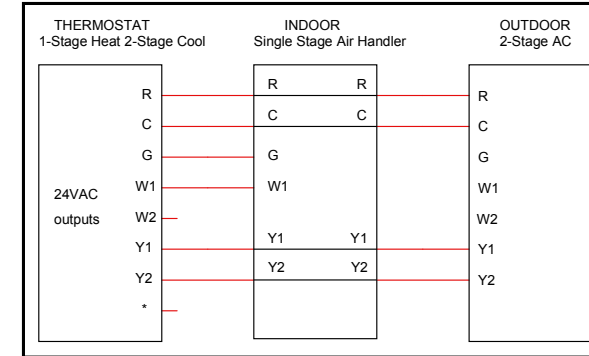 THERMOSTAT
1-Stage Heat 2-Stage Cool
INDOOR
Single Stage Air Handler
OUTDOOR
2-Stage AC
24VAC
outputs
R
C
G
W1
W2
Y1
Y2
*
R R
C C
G
W1
Y1 Y1
Y2 Y2
R
C
G
W1
W2
Y1
Y2